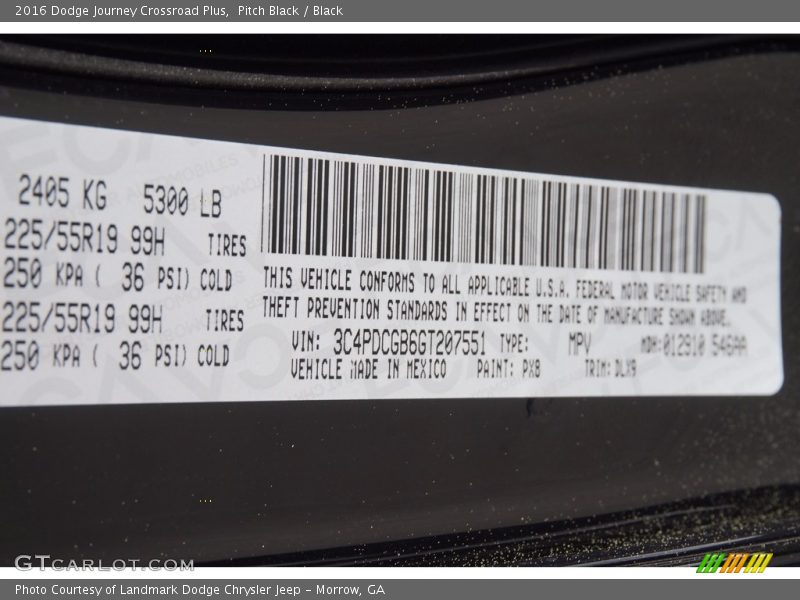 2016 Dodge Journey Crossroad Plus, Pitch Black / Black
2405 KG 5300 LB
225/55R19 99H TIRES
250 KPA ( 36 PSI) COLD
225/55R19 99H TIRES
250 KPA ( 36 PSI) COLD
THIS VEHICLE CONFORMS TO ALL APPLICABLE U.S.A. FEDERAL MOTOR VEHICLE SAFETY AND
THEFT PREVENTION STANDARDS IN EFFECT ON THE DATE OF MANUFACTURE SHOWN ABOVE.
VIN: 3C4PDCGB6GT207551 TYPE: MPV MDH:012910 546AA
VEHICLE MADE IN MEXICO PAINT: PX8 TRIM:DLX9
GTCARLOT.COM
Photo Courtesy of Landmark Dodge Chrysler Jeep – Morrow, GA